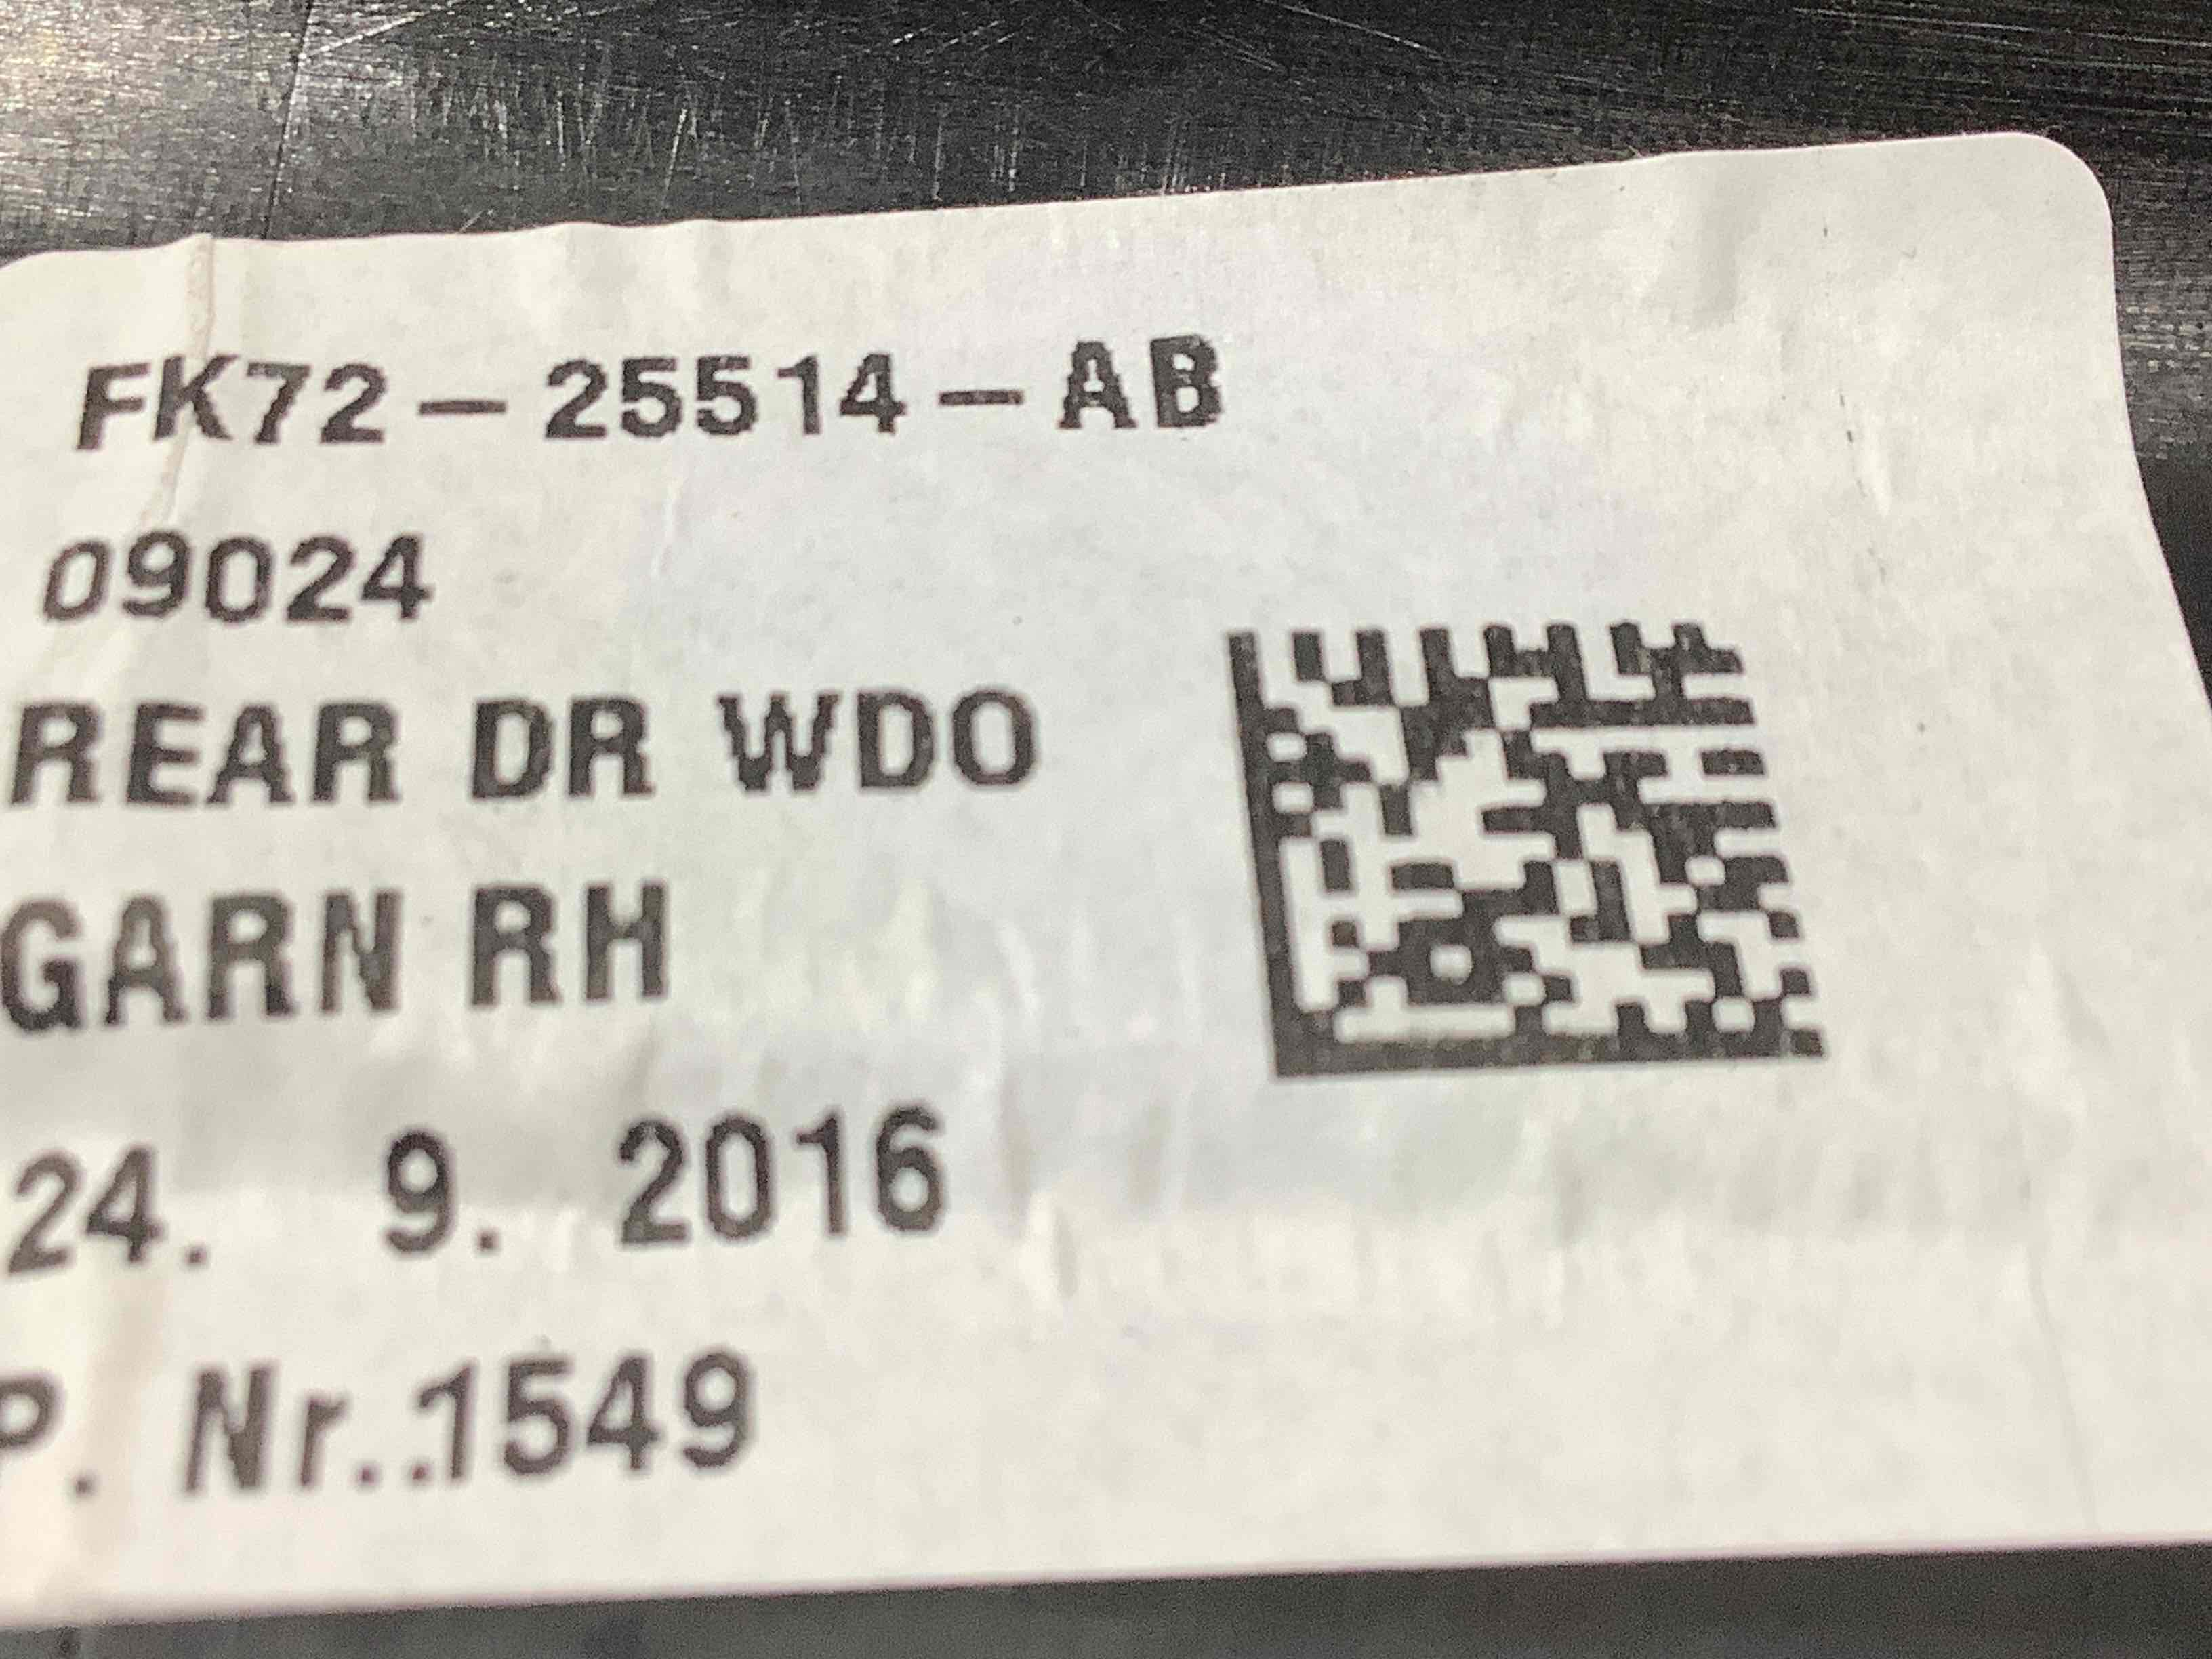 FK72-25514-AB
09024
REAR DR WDO
GARN RH
24. 9. 2016
P. Nr..1549